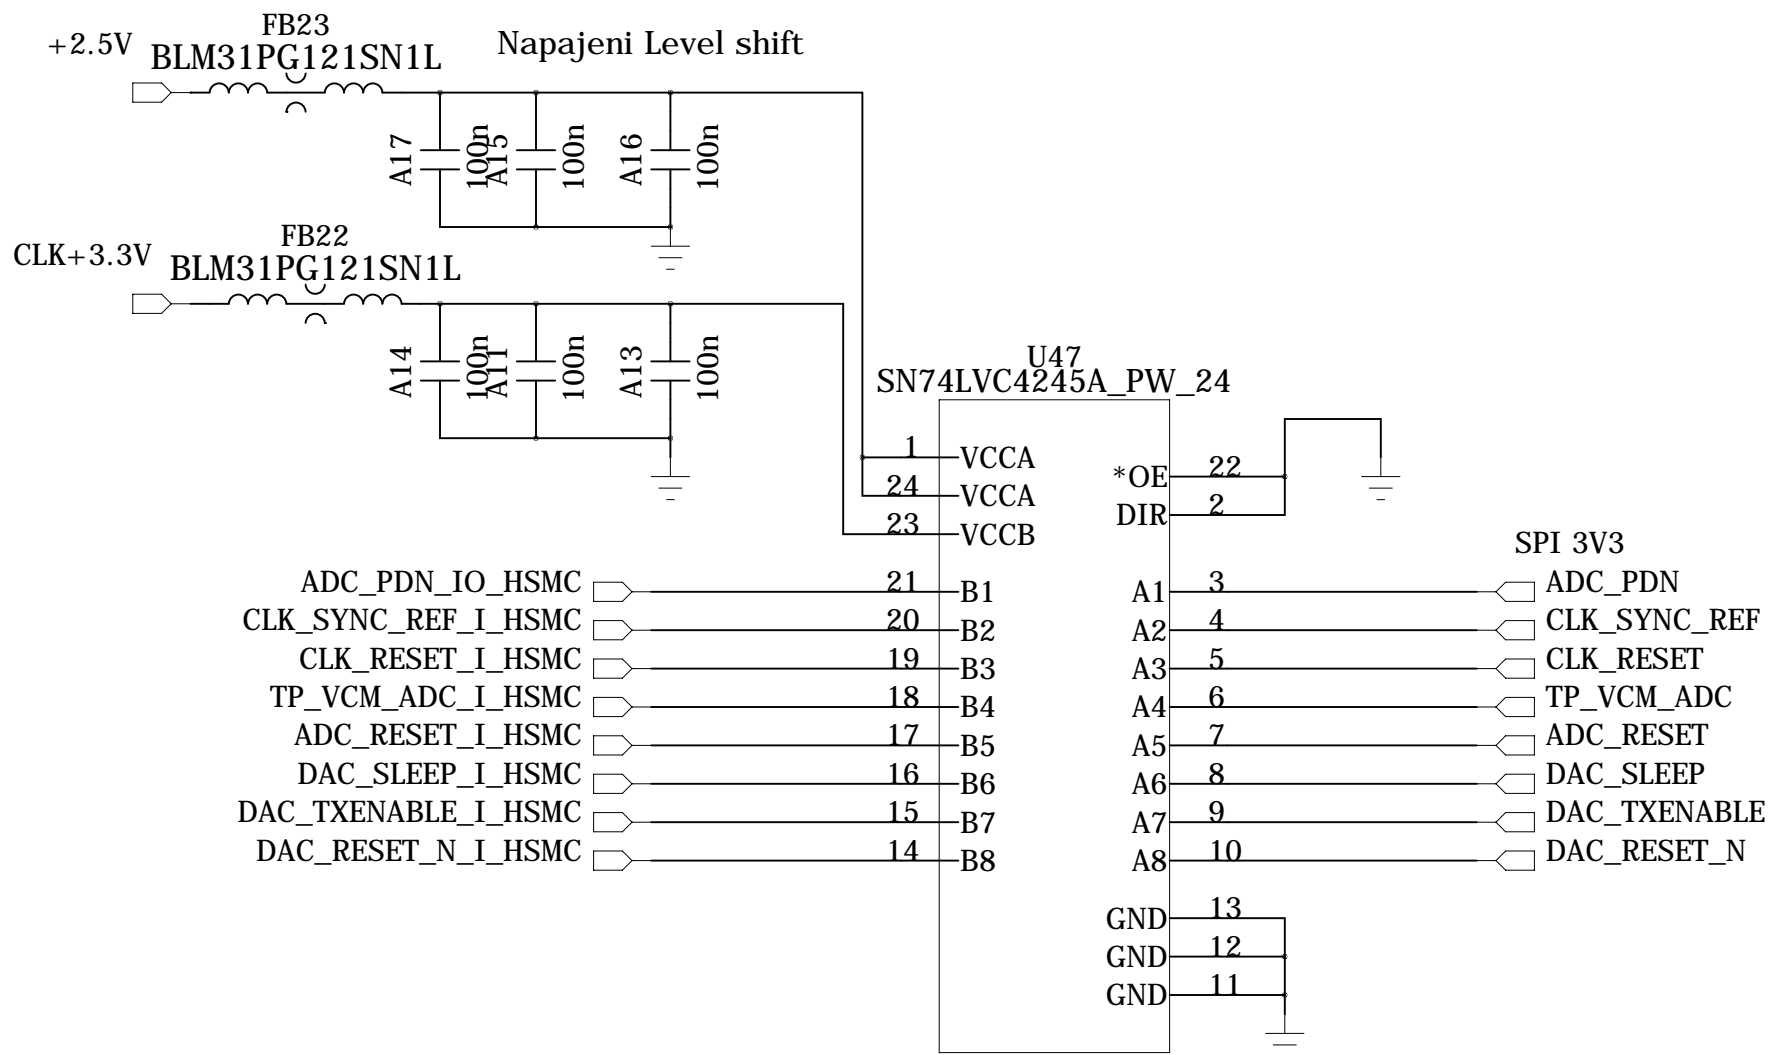 FB23
+2.5V
BLM31PG121SN1L
Napajeni Level shift
A17
100n
A15
100n
A16
100n
FB22
CLK+3.3V
BLM31PG121SN1L
A14
100n
A11
100n
A13
100n
U47
SN74LVC4245A_PW_24
1 VCCA
24 VCCA
23 VCCB
*OE 22
DIR 2
SPI 3V3
ADC_PDN_IO_HSMC 21 B1 A1 3 ADC_PDN
CLK_SYNC_REF_I_HSMC 20 B2 A2 4 CLK_SYNC_REF
CLK_RESET_I_HSMC 19 B3 A3 5 CLK_RESET
TP_VCM_ADC_I_HSMC 18 B4 A4 6 TP_VCM_ADC
ADC_RESET_I_HSMC 17 B5 A5 7 ADC_RESET
DAC_SLEEP_I_HSMC 16 B6 A6 8 DAC_SLEEP
DAC_TXENABLE_I_HSMC 15 B7 A7 9 DAC_TXENABLE
DAC_RESET_N_I_HSMC 14 B8 A8 10 DAC_RESET_N
GND 13
GND 12
GND 11